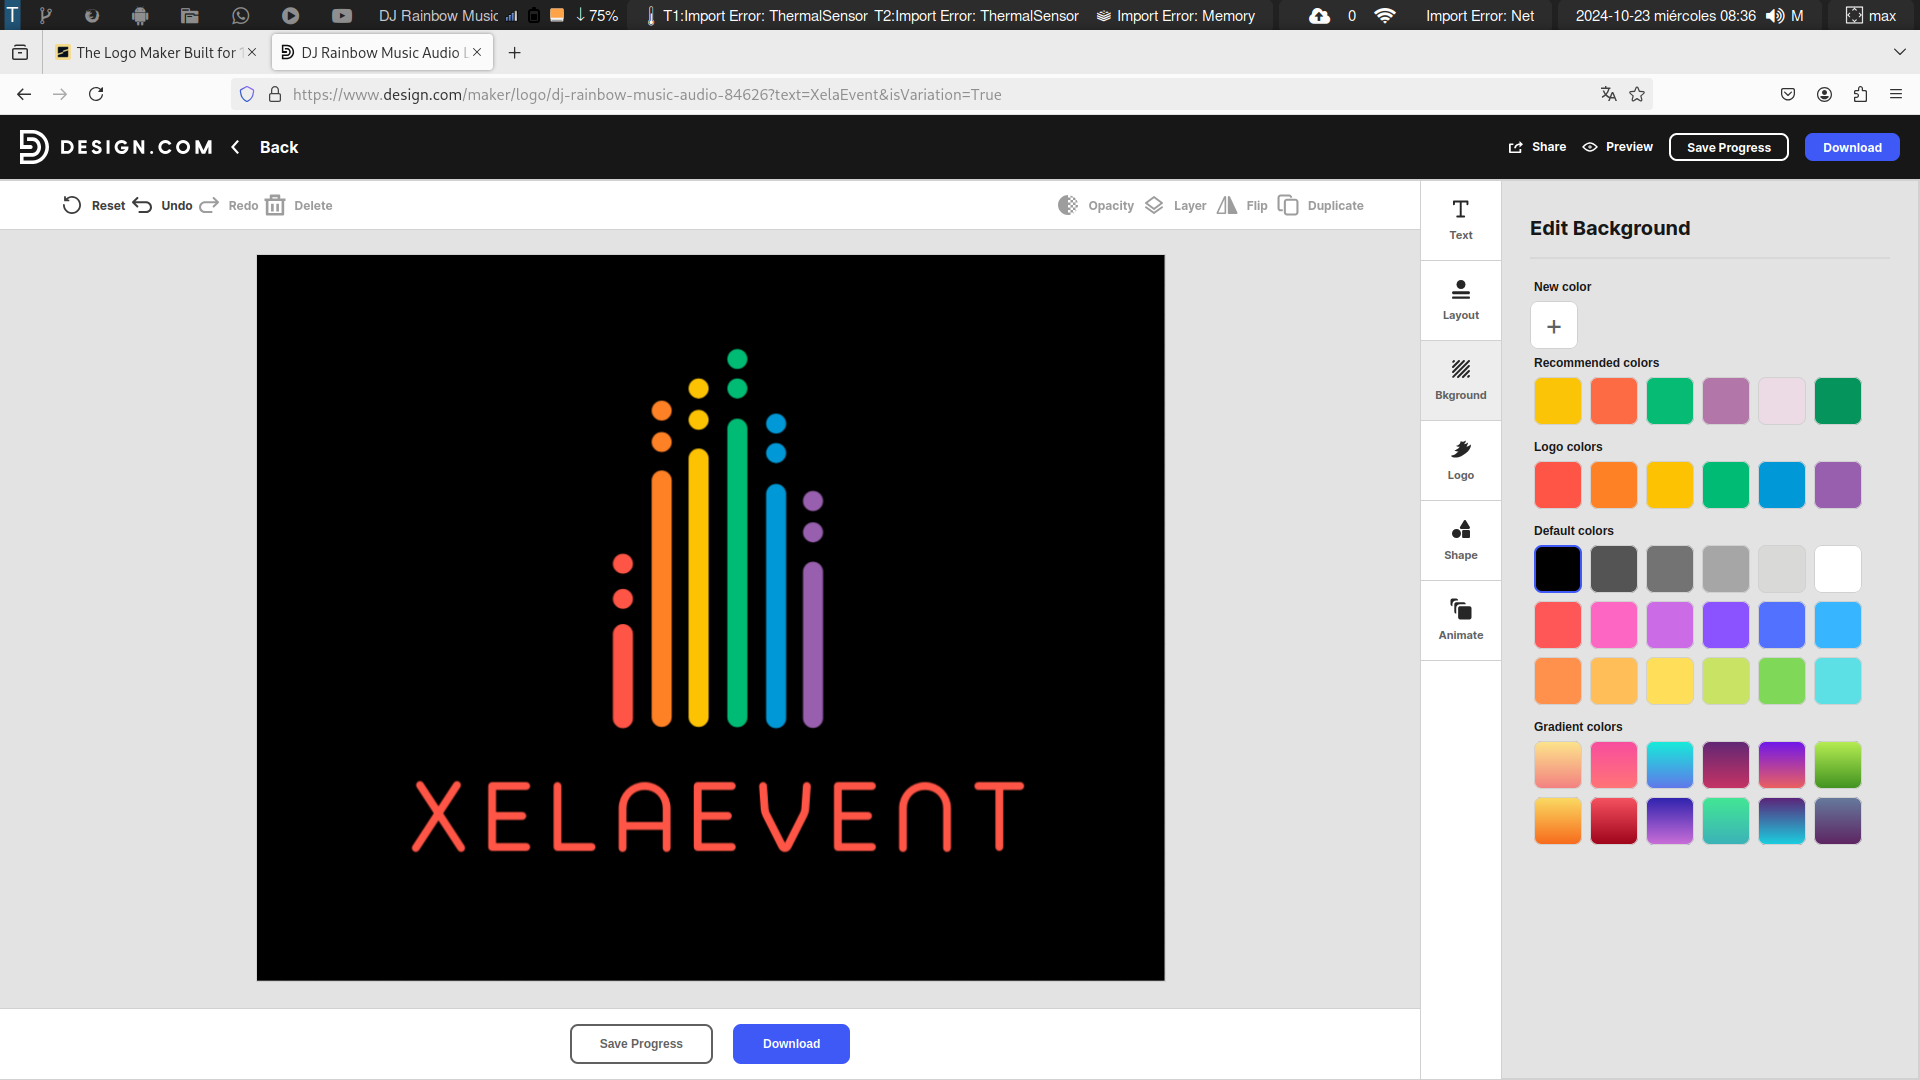 T DJ Rainbow Music 75% T1:Import Error: ThermalSensor T2:Import Error: ThermalSensor Import Error: Memory 0 Import Error: Net 2024-10-23 miércoles 08:36 M max
The Logo Maker Built for DJ Rainbow Music Audio
https://www.design.com/maker/logo/dj-rainbow-music-audio-84626?text=XelaEvent&isVariation=True
DESIGN.COM Back Share Preview Save Progress Download
Reset Undo Redo Delete Opacity Layer Flip Duplicate
Text
Layout
Bkground
Logo
Shape
Animate
Edit Background
New color
+
Recommended colors
Logo colors
Default colors
Gradient colors
XELAEVENT
Save Progress Download